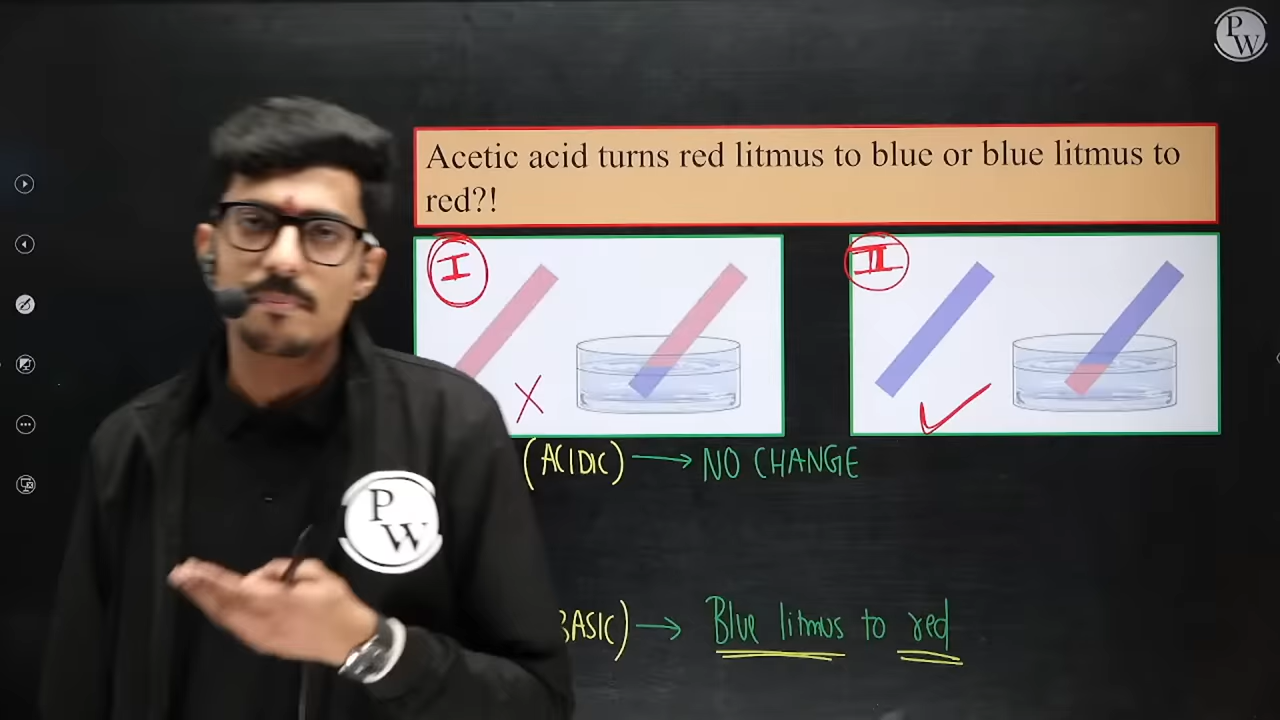 PW
Acetic acid turns red litmus to blue or blue litmus to
red?!
I
II
(ACIDIC) → NO CHANGE
BASIC) → Blue litmus to red
PW